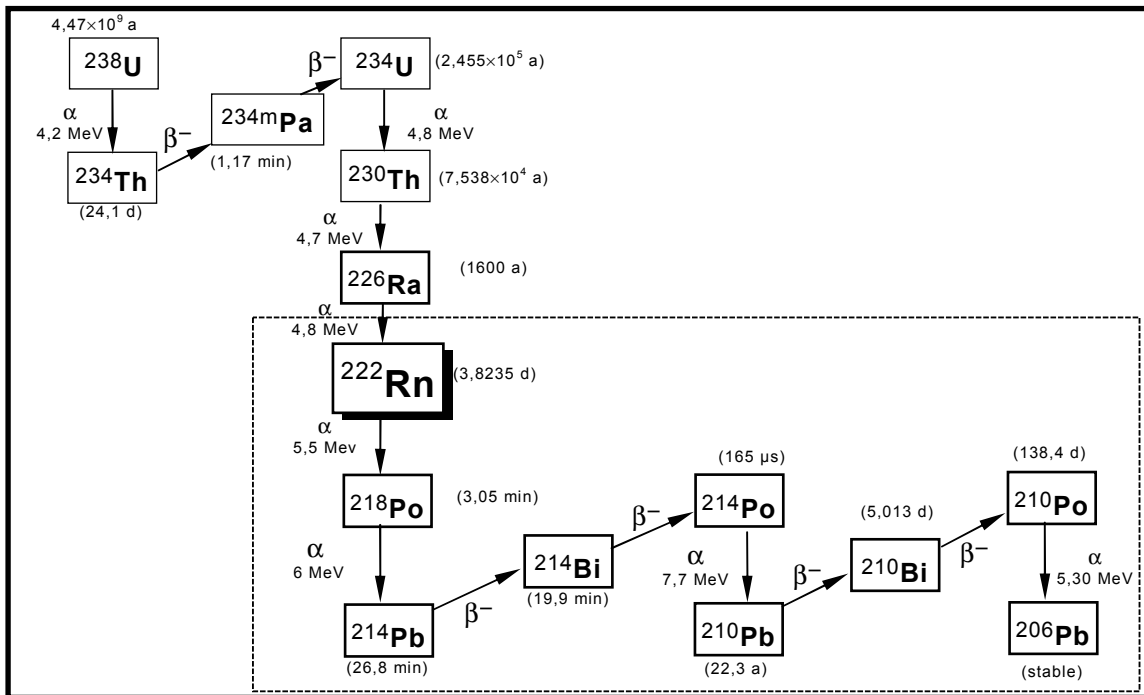 4,47×10⁹ a
²³⁸U
β⁻
²³⁴U
(2,455×10⁵ a)
α
4,2 MeV
β⁻
²³⁴ᵐPa
α
4,8 MeV
(1,17 min)
²³⁴Th
(24,1 d)
²³⁰Th
(7,538×10⁴ a)
α
4,7 MeV
²²⁶Ra
(1600 a)
α
4,8 MeV
²²²Rn
(3,8235 d)
α
5,5 Mev
²¹⁸Po
(3,05 min)
(165 µs)
²¹⁴Po
(138,4 d)
²¹⁰Po
(5,013 d)
β⁻
β⁻
α
6 MeV
²¹⁴Bi
(19,9 min)
α
7,7 MeV
β⁻
²¹⁰Bi
α
5,30 MeV
β⁻
²¹⁴Pb
(26,8 min)
²¹⁰Pb
(22,3 a)
²⁰⁶Pb
(stable)